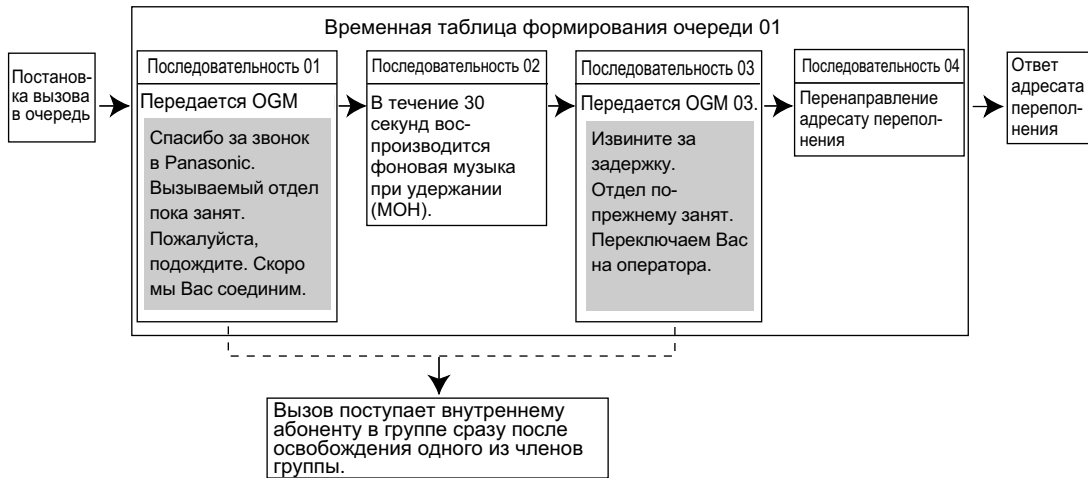 Временная таблица формирования очереди 01
Постанов-
ка вызова
в очередь
Последовательность 01
Передается OGM
Спасибо за звонок
в Panasonic.
Вызываемый отдел
пока занят.
Пожалуйста,
подождите. Скоро
мы Вас соединим.
Последовательность 02
В течение 30
секунд вос-
производится
фоновая музыка
при удержании
(MOH).
Последовательность 03
Передается OGM 03.
Извините за
задержку.
Отдел по-
прежнему занят.
Переключаем Вас
на оператора.
Последовательность 04
Перенаправление
адресату перепол-
нения
Ответ
адресата
перепол-
нения
Вызов поступает внутреннему
абоненту в группе сразу после
освобождения одного из членов
группы.